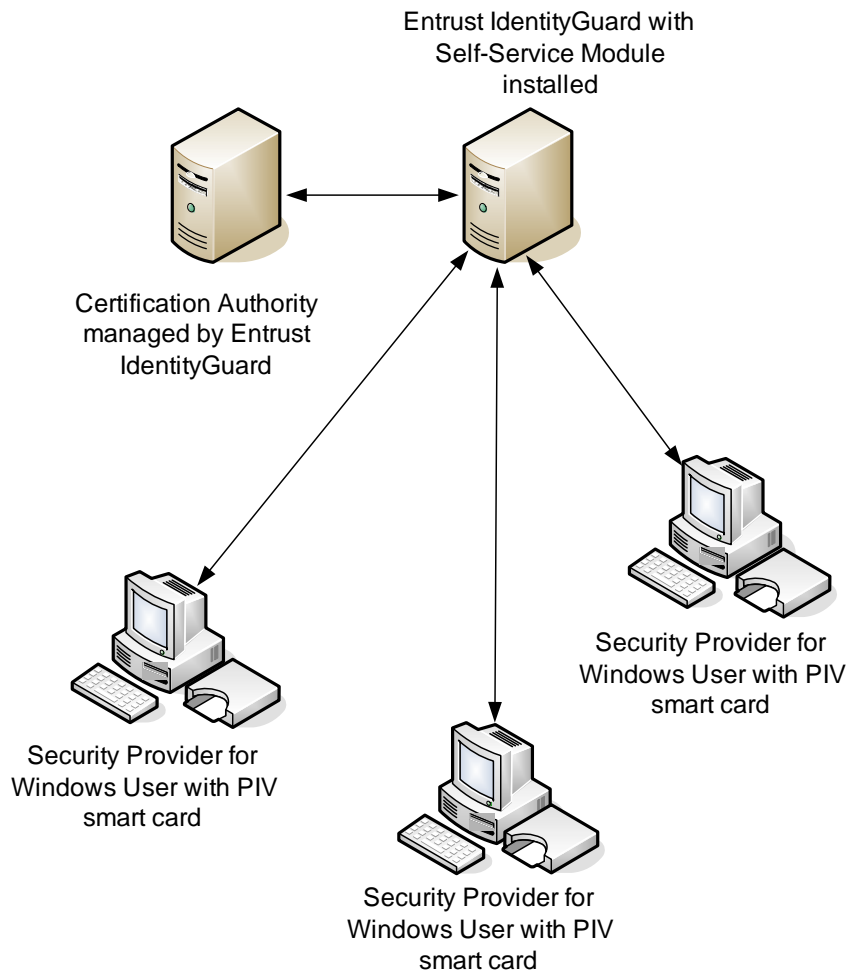 Entrust IdentityGuard with
Self-Service Module
installed
Certification Authority
managed by Entrust
IdentityGuard
Security Provider for
Windows User with PIV
smart card
Security Provider for
Windows User with PIV
smart card
Security Provider for
Windows User with PIV
smart card